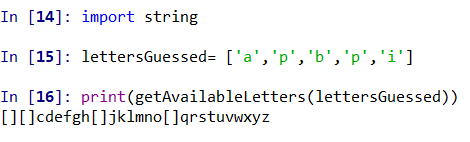 In [14]: import string
In [15]: lettersGuessed= ['a','p','b','p','i']
In [16]: print(getAvailableLetters(lettersGuessed))
[][]cdefgh[]jklmno[]qrstuvwxyz